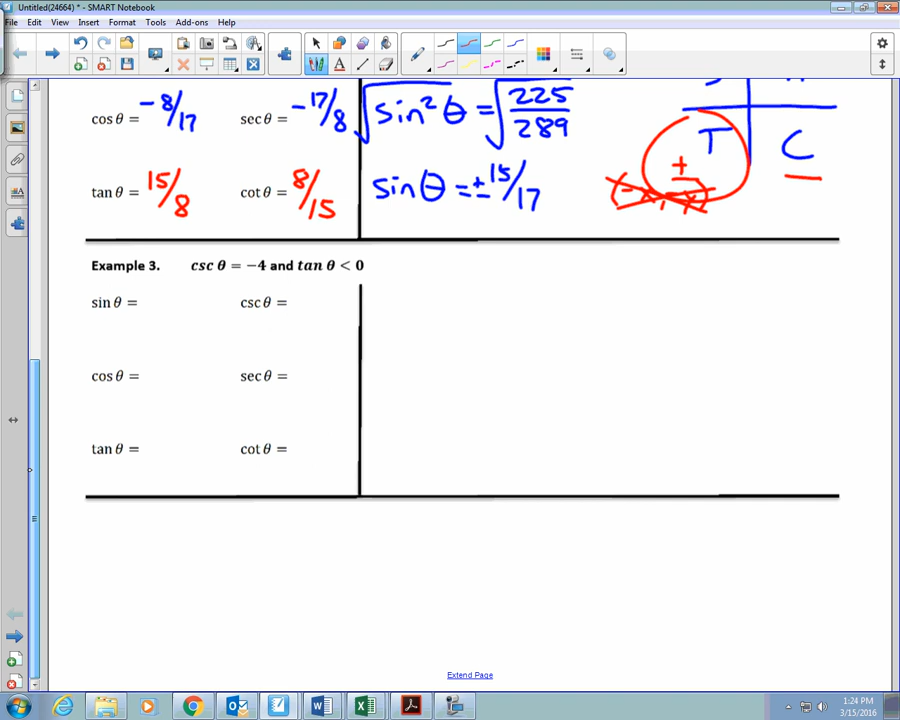 Untitled(24664) * - SMART Notebook
File Edit View Insert Format Tools Add-ons Help
cos θ = -8/17 sec θ = -17/8 √sin² θ = √225/289
T C
tan θ = 15/8 cot θ = 8/15 sin θ = ± 15/17
+
Example 3. csc θ = −4 and tan θ < 0
sin θ = csc θ =
cos θ = sec θ =
tan θ = cot θ =
Extend Page
1:24 PM
3/15/2016